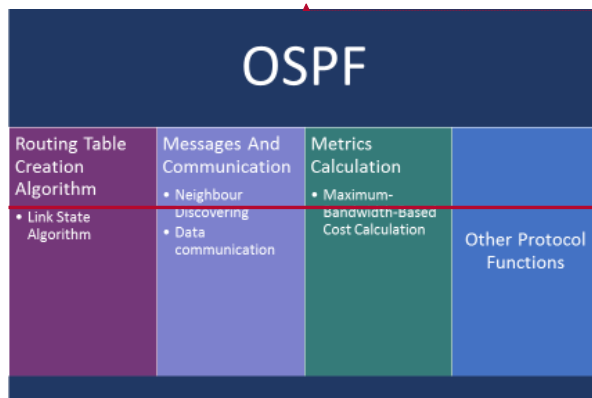 OSPF
Routing Table
Creation
Algorithm
• Link State
Algorithm
Messages And
Communication
• Neighbour
Discovering
• Data
communication
Metrics
Calculation
• Maximum-
Bandwidth-Based
Cost Calculation
Other Protocol
Functions